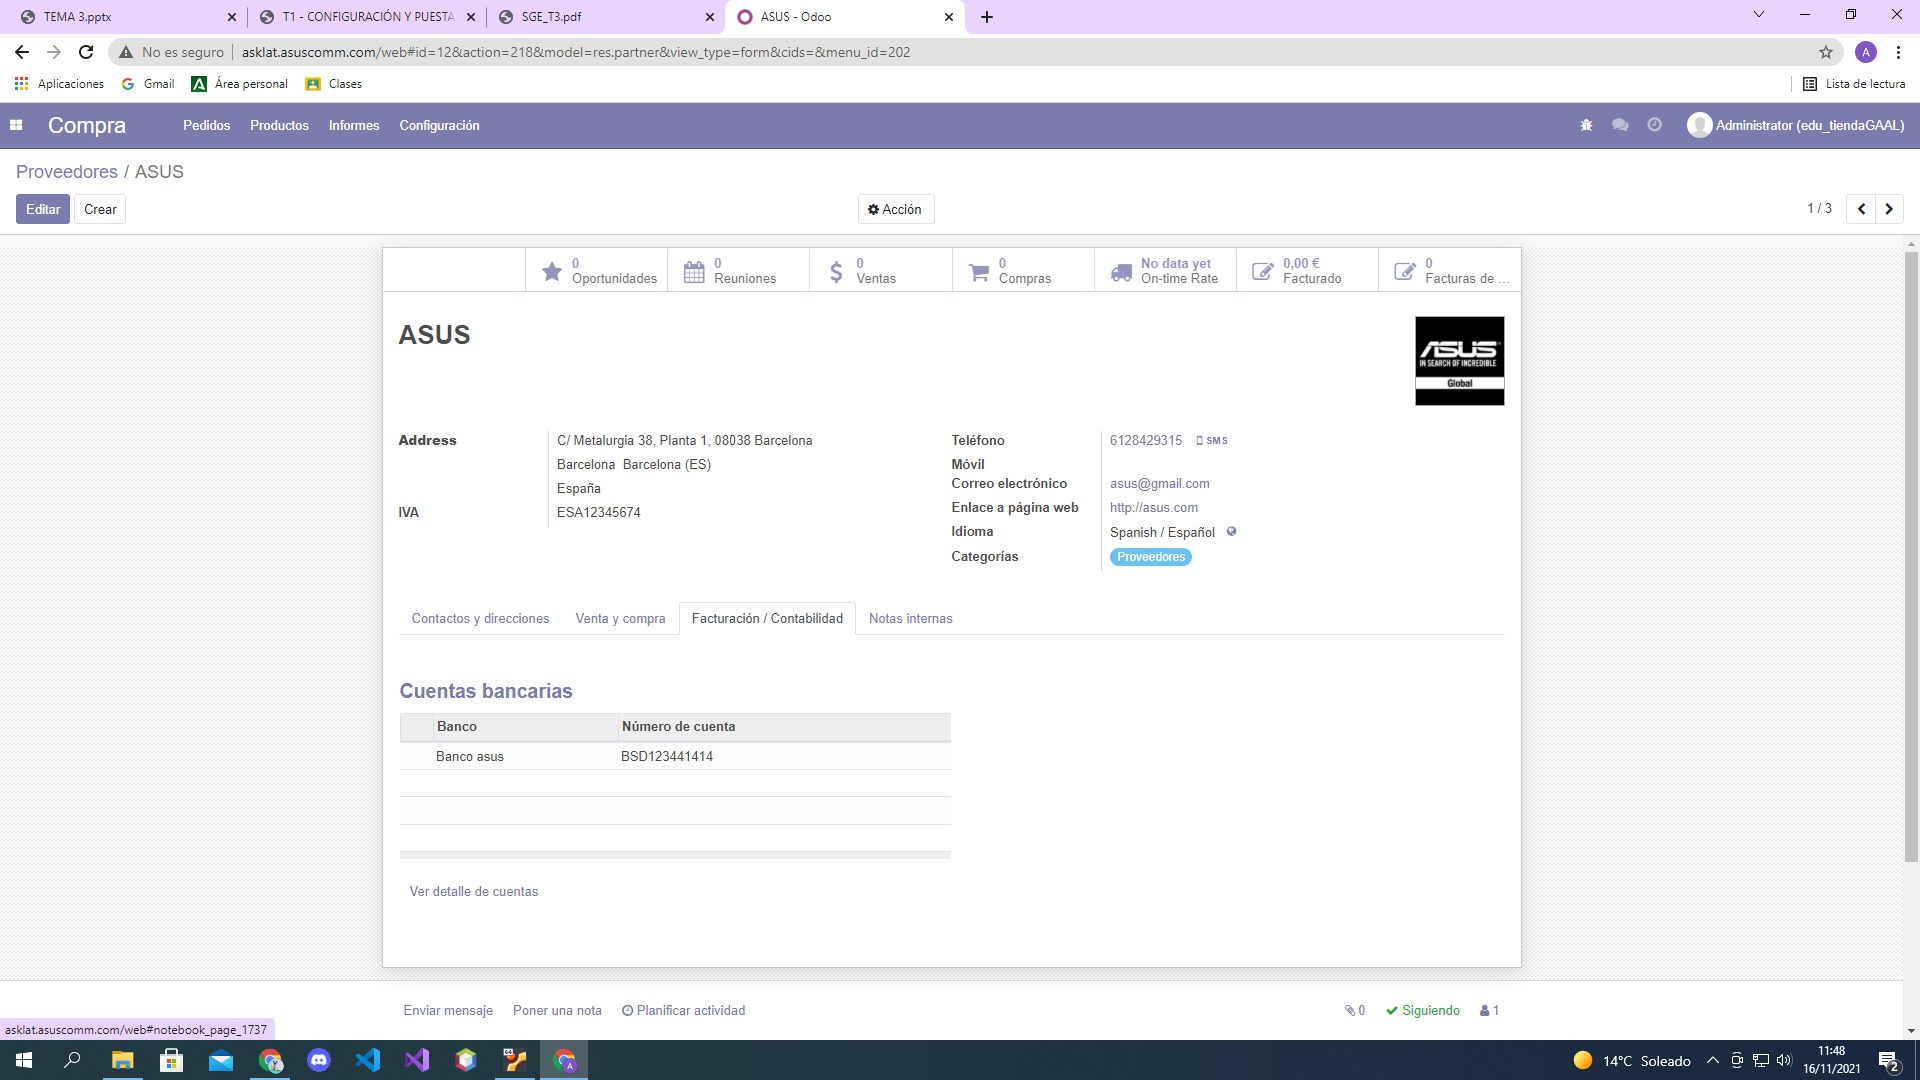 TEMA 3.pptx
T1 - CONFIGURACIÓN Y PUESTA
SGE_T3.pdf
ASUS - Odoo
No es seguro
asklat.asuscomm.com/web#id=12&action=218&model=res.partner&view_type=form&cids=&menu_id=202
A
Aplicaciones
Gmail
Área personal
Clases
Lista de lectura
Compra
Pedidos
Productos
Informes
Configuración
Administrator (edu_tiendaGAAL)
Proveedores / ASUS
Editar
Crear
Acción
1 / 3
0
Oportunidades
0
Reuniones
0
Ventas
0
Compras
No data yet
On-time Rate
0,00 €
Facturado
0
Facturas de ...
ASUS
ASUS
IN SEARCH OF INCREDIBLE
Global
Address
C/ Metalurgia 38, Planta 1, 08038 Barcelona
Barcelona Barcelona (ES)
España
IVA
ESA12345674
Teléfono
6128429315
SMS
Móvil
Correo electrónico
asus@gmail.com
Enlace a página web
http://asus.com
Idioma
Spanish / Español
Categorías
Proveedores
Contactos y direcciones
Venta y compra
Facturación / Contabilidad
Notas internas
Cuentas bancarias
Banco
Número de cuenta
Banco asus
BSD123441414
Ver detalle de cuentas
Enviar mensaje
Poner una nota
Planificar actividad
0
Siguiendo
1
asklat.asuscomm.com/web#notebook_page_1737
14°C Soleado
11:48
16/11/2021
2